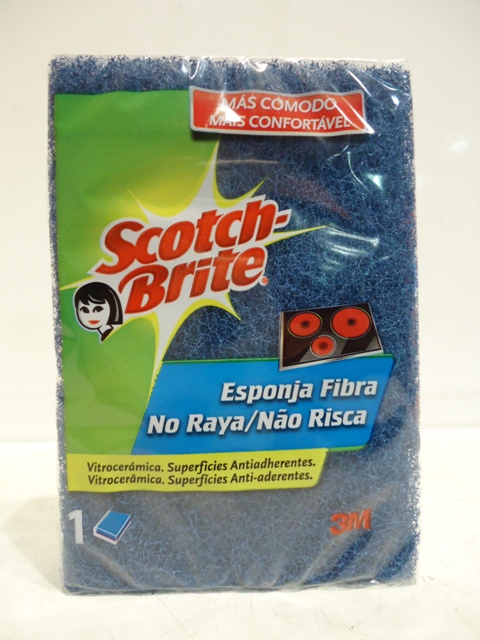 MÁS CÓMODO
MAIS CONFORTÁVEL
Scotch-
Brite®
Esponja Fibra
No Raya/Não Risca
Vitrocerámica. Superficies Antiadherentes.
Vitrocerâmica. Superfícies Anti-aderentes.
1
3M